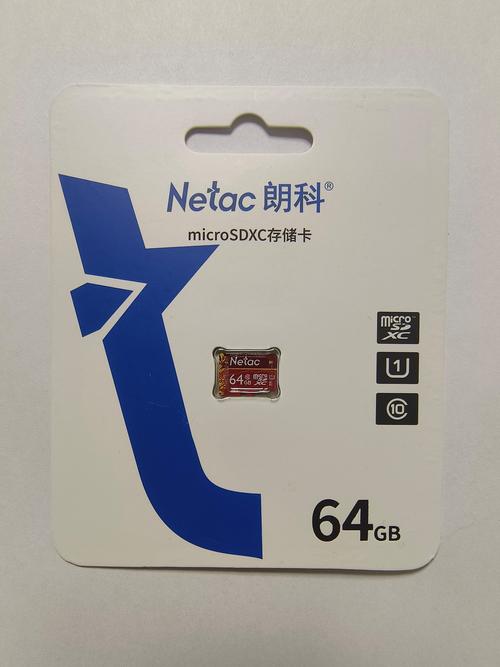 Netac 朗科®
microSDXC存储卡
micro
SD
XC
U1
C10
Netac
64GB
micro
SD
XC
64GB